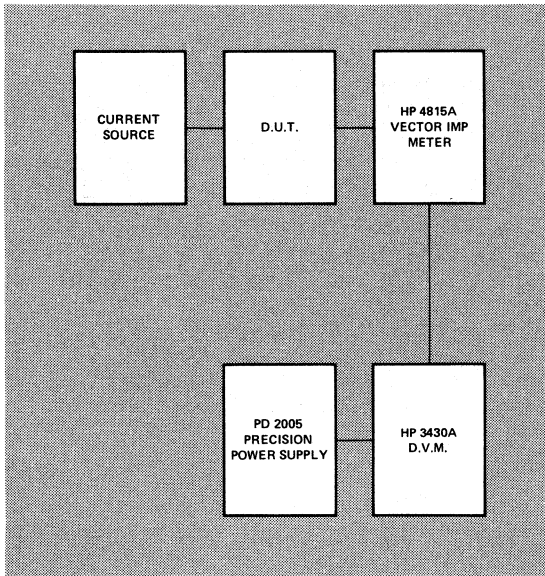 CURRENT
SOURCE
D.U.T.
HP 4815A
VECTOR IMP
METER
PD 2005
PRECISION
POWER SUPPLY
HP 3430A
D.V.M.